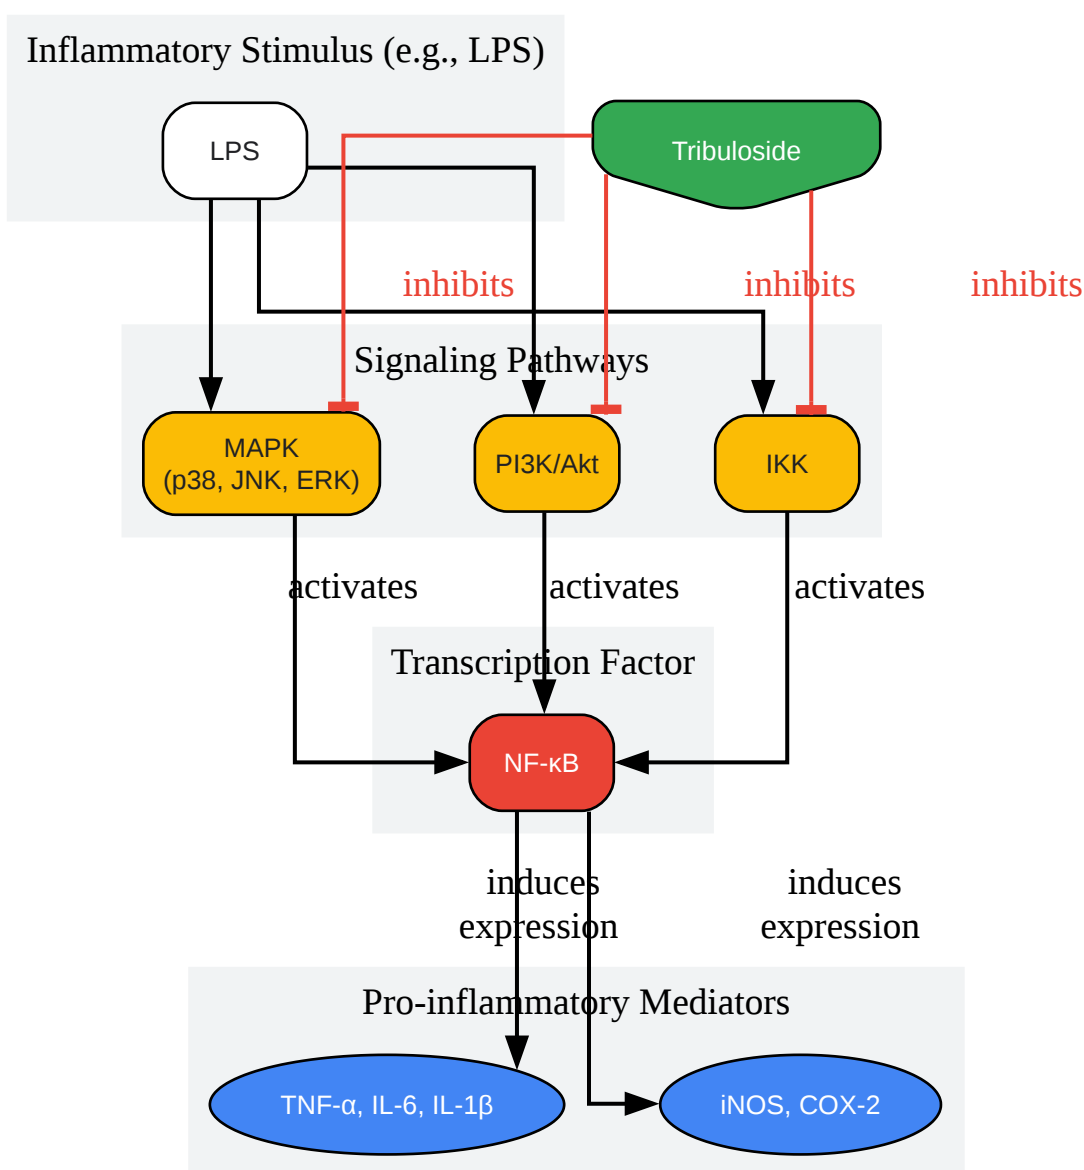 Inflammatory Stimulus (e.g., LPS)
LPS
Tribuloside
inhibits
inhibits
inhibits
Signaling Pathways
MAPK
(p38, JNK, ERK)
PI3K/Akt
IKK
activates
activates
activates
Transcription Factor
NF-κB
induces
expression
induces
expression
Pro-inflammatory Mediators
TNF-α, IL-6, IL-1β
iNOS, COX-2